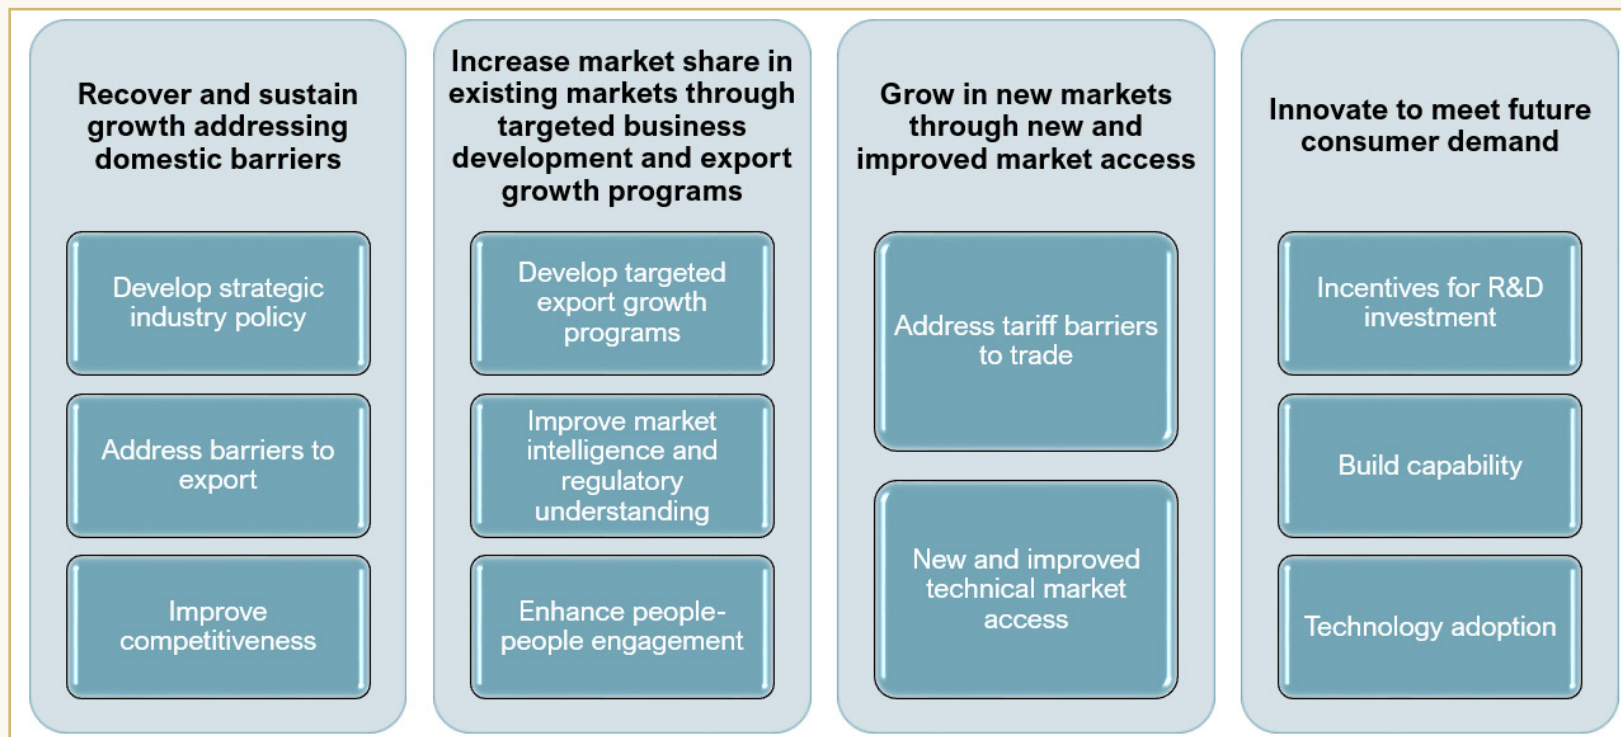 Recover and sustain
growth addressing
domestic barriers
Develop strategic
industry policy
Address barriers to
export
Improve
competitiveness
Increase market share in
existing markets through
targeted business
development and export
growth programs
Develop targeted
export growth
programs
Improve market
intelligence and
regulatory
understanding
Enhance people-
people engagement
Grow in new markets
through new and
improved market access
Address tariff barriers
to trade
New and improved
technical market
access
Innovate to meet future
consumer demand
Incentives for R&D
investment
Build capability
Technology adoption